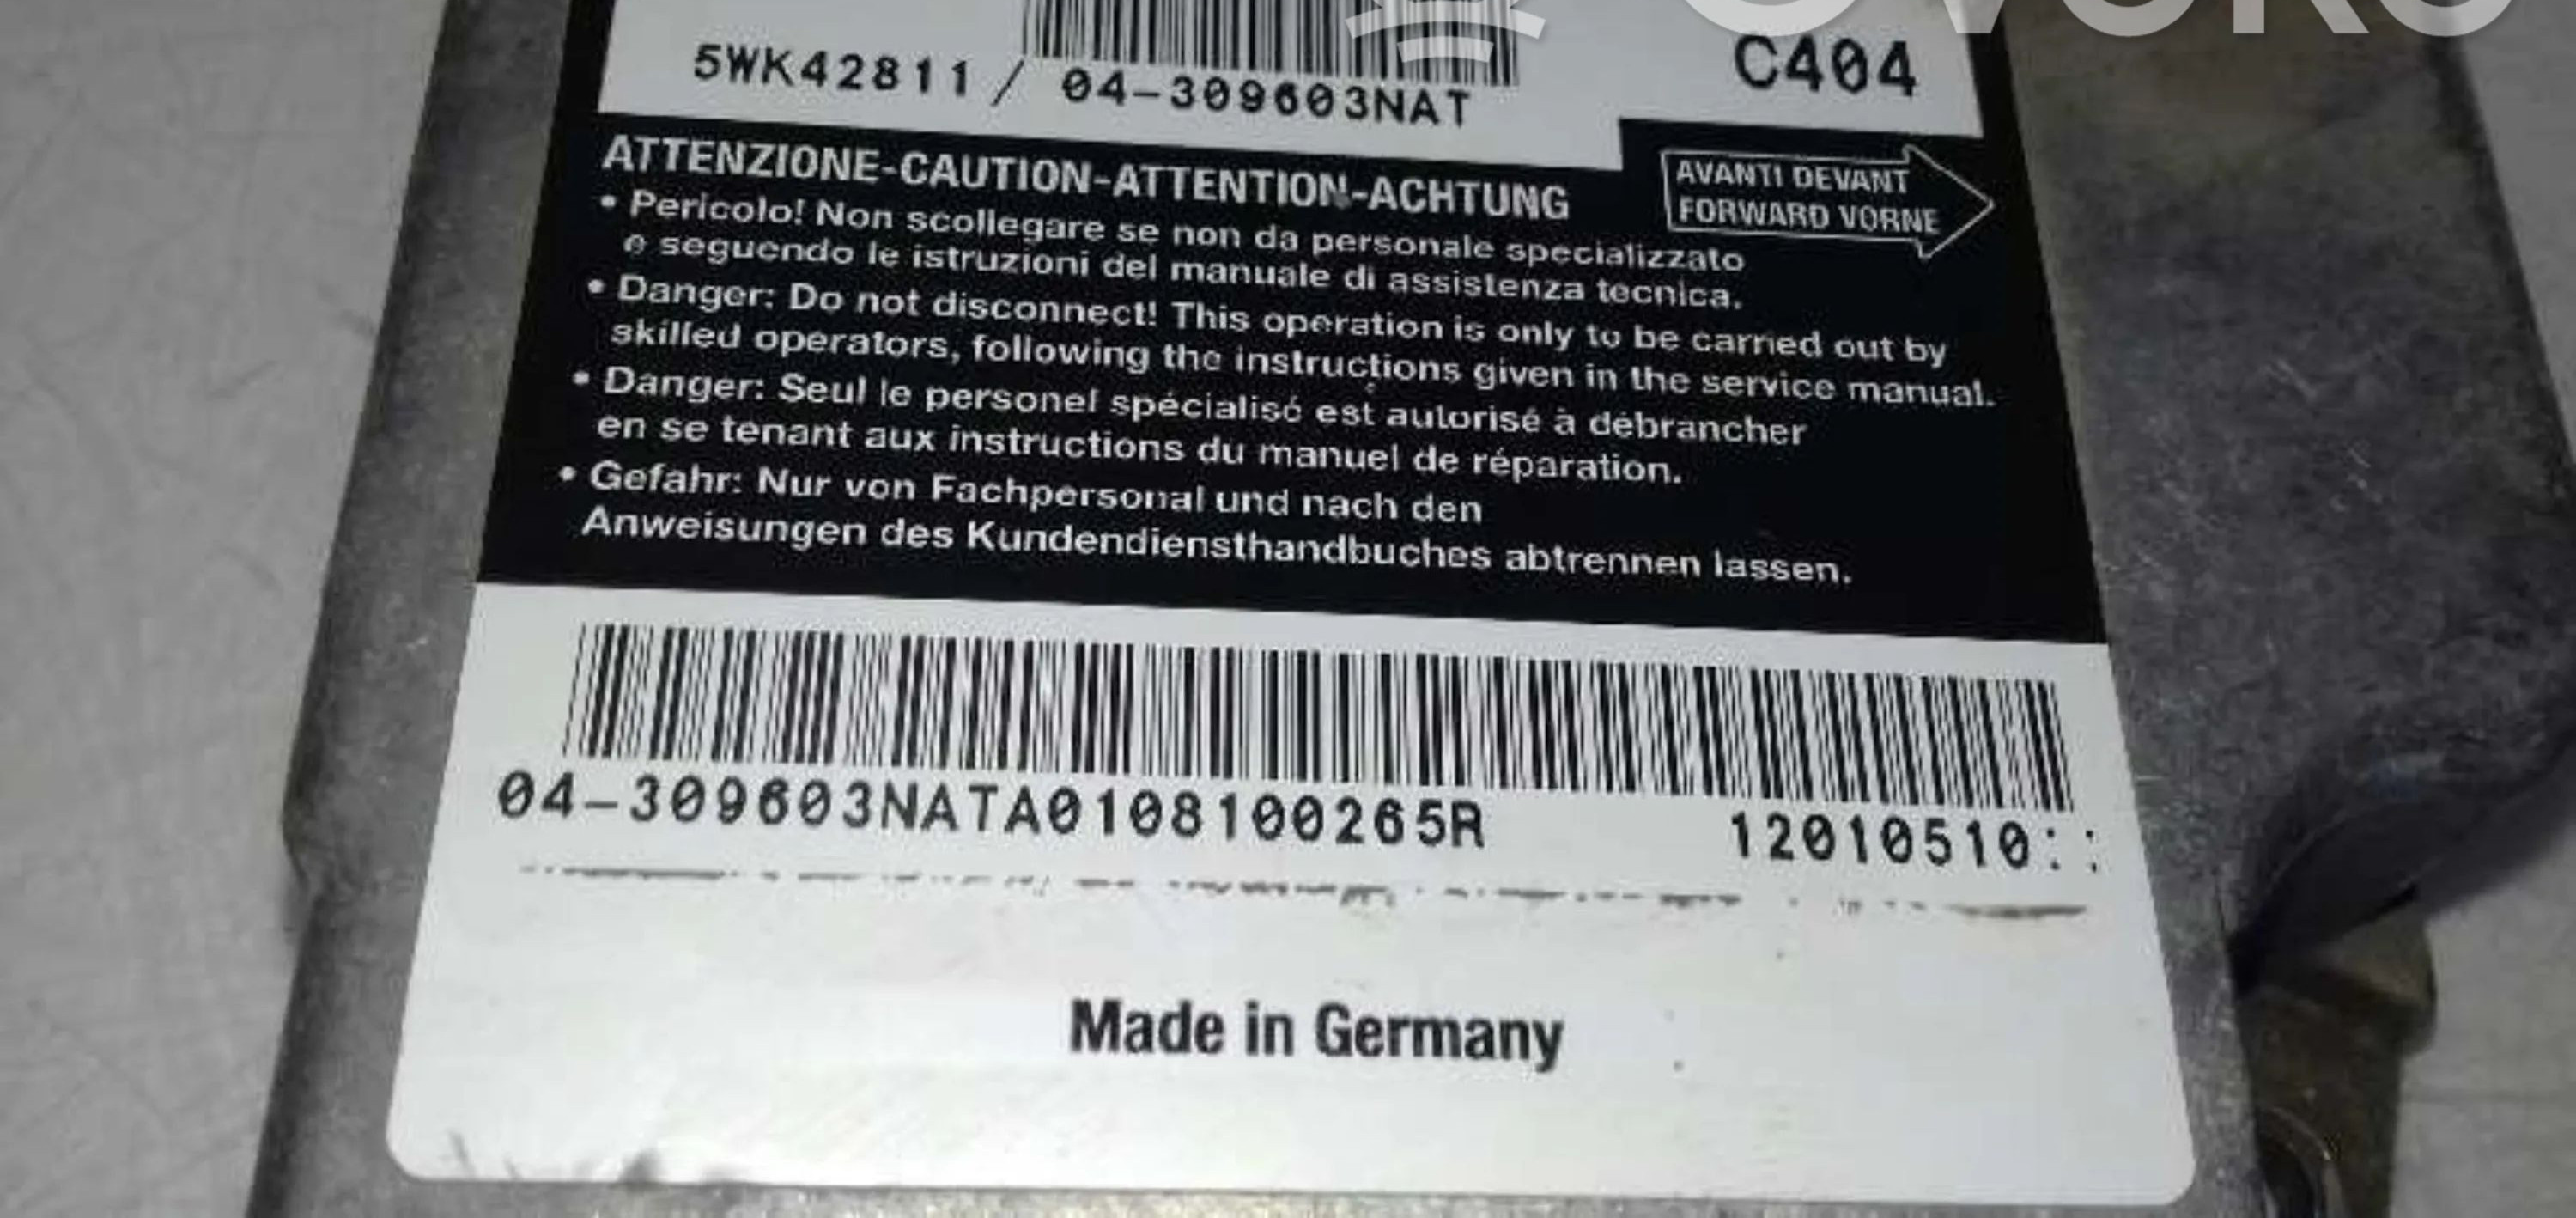 C404
5WK42811 / 04-309603NAT
ATTENZIONE-CAUTION-ATTENTION-ACHTUNG
AVANTI DEVANT
FORWARD VORNE
• Pericolo! Non scollegare se non da personale specializzato
e seguendo le istruzioni del manuale di assistenza tecnica.
• Danger: Do not disconnect! This operation is only to be carried out by
skilled operators, following the instructions given in the service manual.
• Danger: Seul le personel spécialisé est autorisé à débrancher
en se tenant aux instructions du manuel de réparation.
• Gefahr: Nur von Fachpersonal und nach den
Anweisungen des Kundendiensthandbuches abtrennen lassen.
04-309603NATA0108100265R 12010510::
Made in Germany